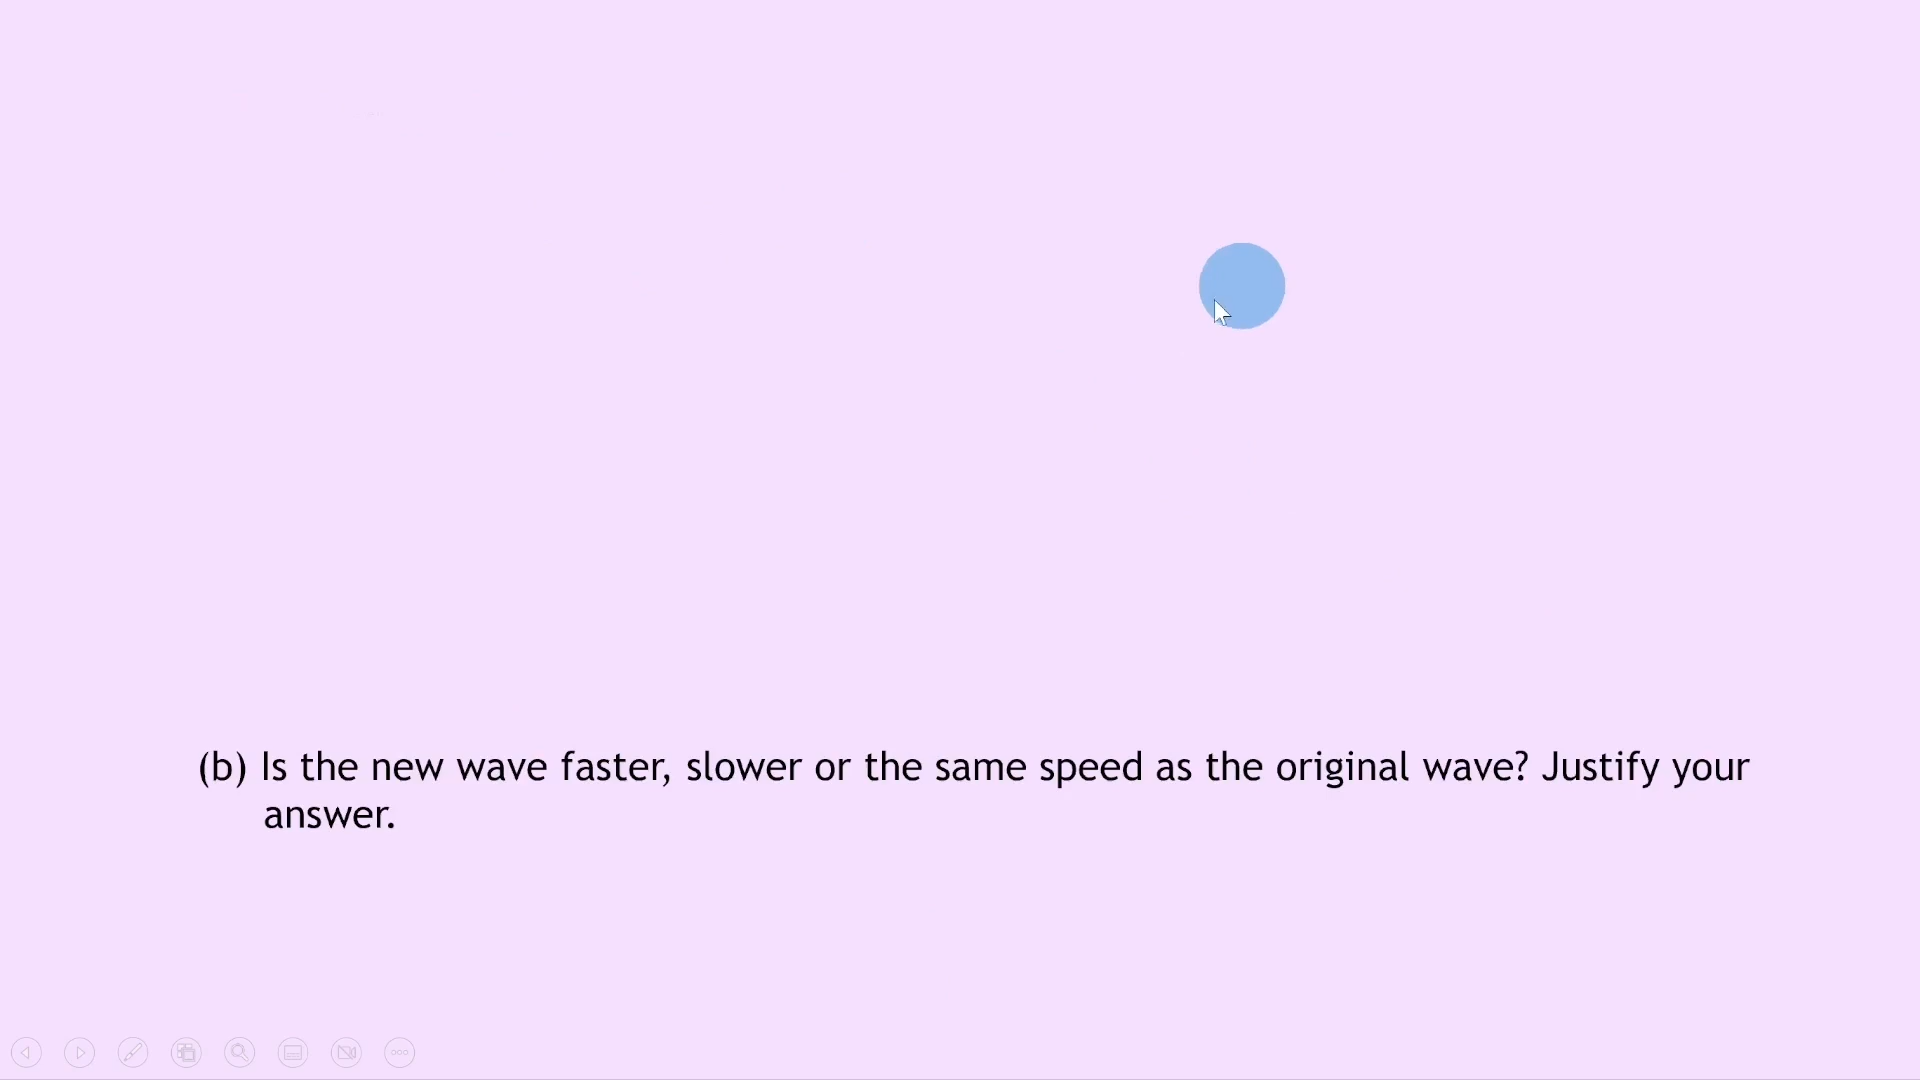 (b) Is the new wave faster, slower or the same speed as the original wave? Justify your
answer.